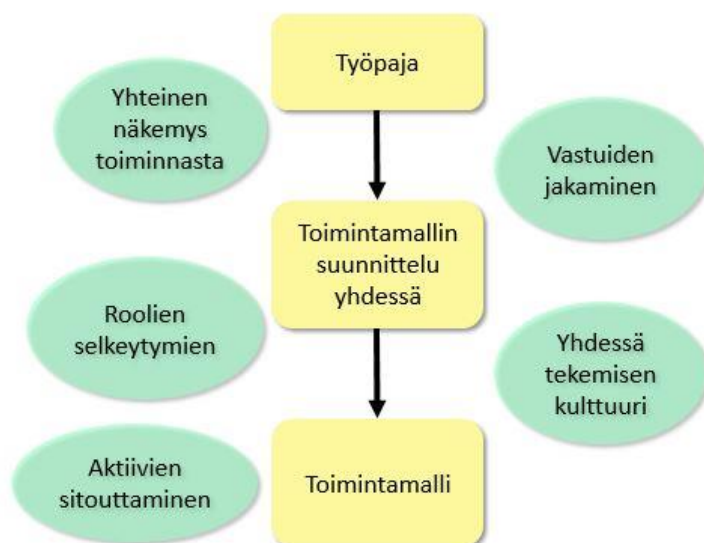 Työpaja
Yhteinen
näkemys
toiminnasta
Vastuiden
jakaminen
Toimintamallin
suunnittelu
yhdessä
Roolien
selkeytymien
Yhdessä
tekemisen
kulttuuri
Aktiivien
sitouttaminen
Toimintamalli